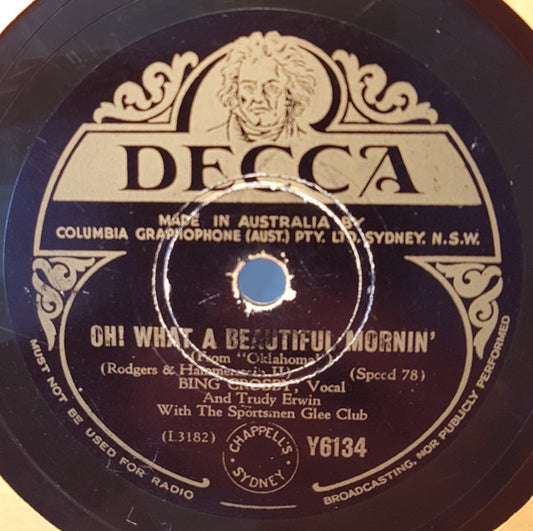 DECCA
MADE IN AUSTRALIA BY
COLUMBIA GRAPHOPHONE (AUST.) PTY. LTD. SYDNEY. N.S.W.
OH! WHAT A BEAUTIFUL MORNIN'
(From "Oklahoma")
(Rodgers & Hammerstein II) (Speed 78)
BING CROSBY, Vocal
And Trudy Erwin
With The Sportsmen Glee Club
(L3182)
CHAPPELL'S
SYDNEY
Y6134
MUST NOT BE USED FOR RADIO
BROADCASTING, NOR PUBLICLY PERFORMED